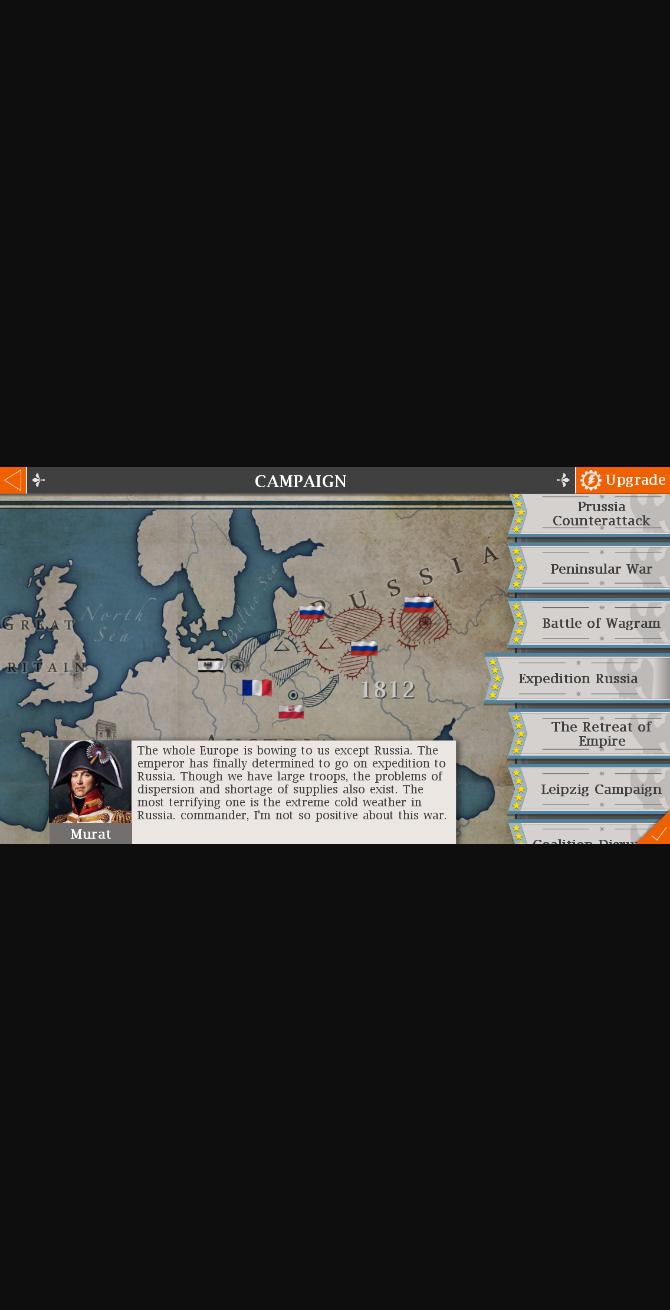 CAMPAIGN
Upgrade
Prussia
Counterattack
Peninsular War
Battle of Wagram
Expedition Russia
The Retreat of
Empire
Leipzig Campaign
RUSSIA
Baltic Sea
North
Sea
GREAT
RITAIN
1812
The whole Europe is bowing to us except Russia. The
emperor has finally determined to go on expedition to
Russia. Though we have large troops, the problems of
dispersion and shortage of supplies also exist. The
most terrifying one is the extreme cold weather in
Russia. commander, I'm not so positive about this war.
Murat